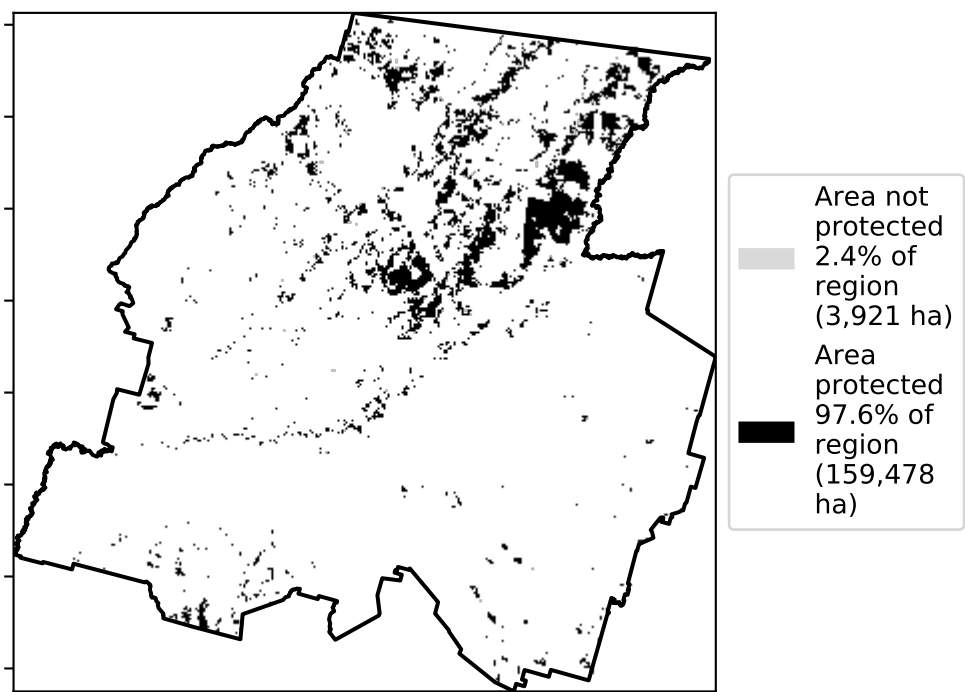 Area not
protected
2.4% of
region
(3,921 ha)
Area
protected
97.6% of
region
(159,478
ha)